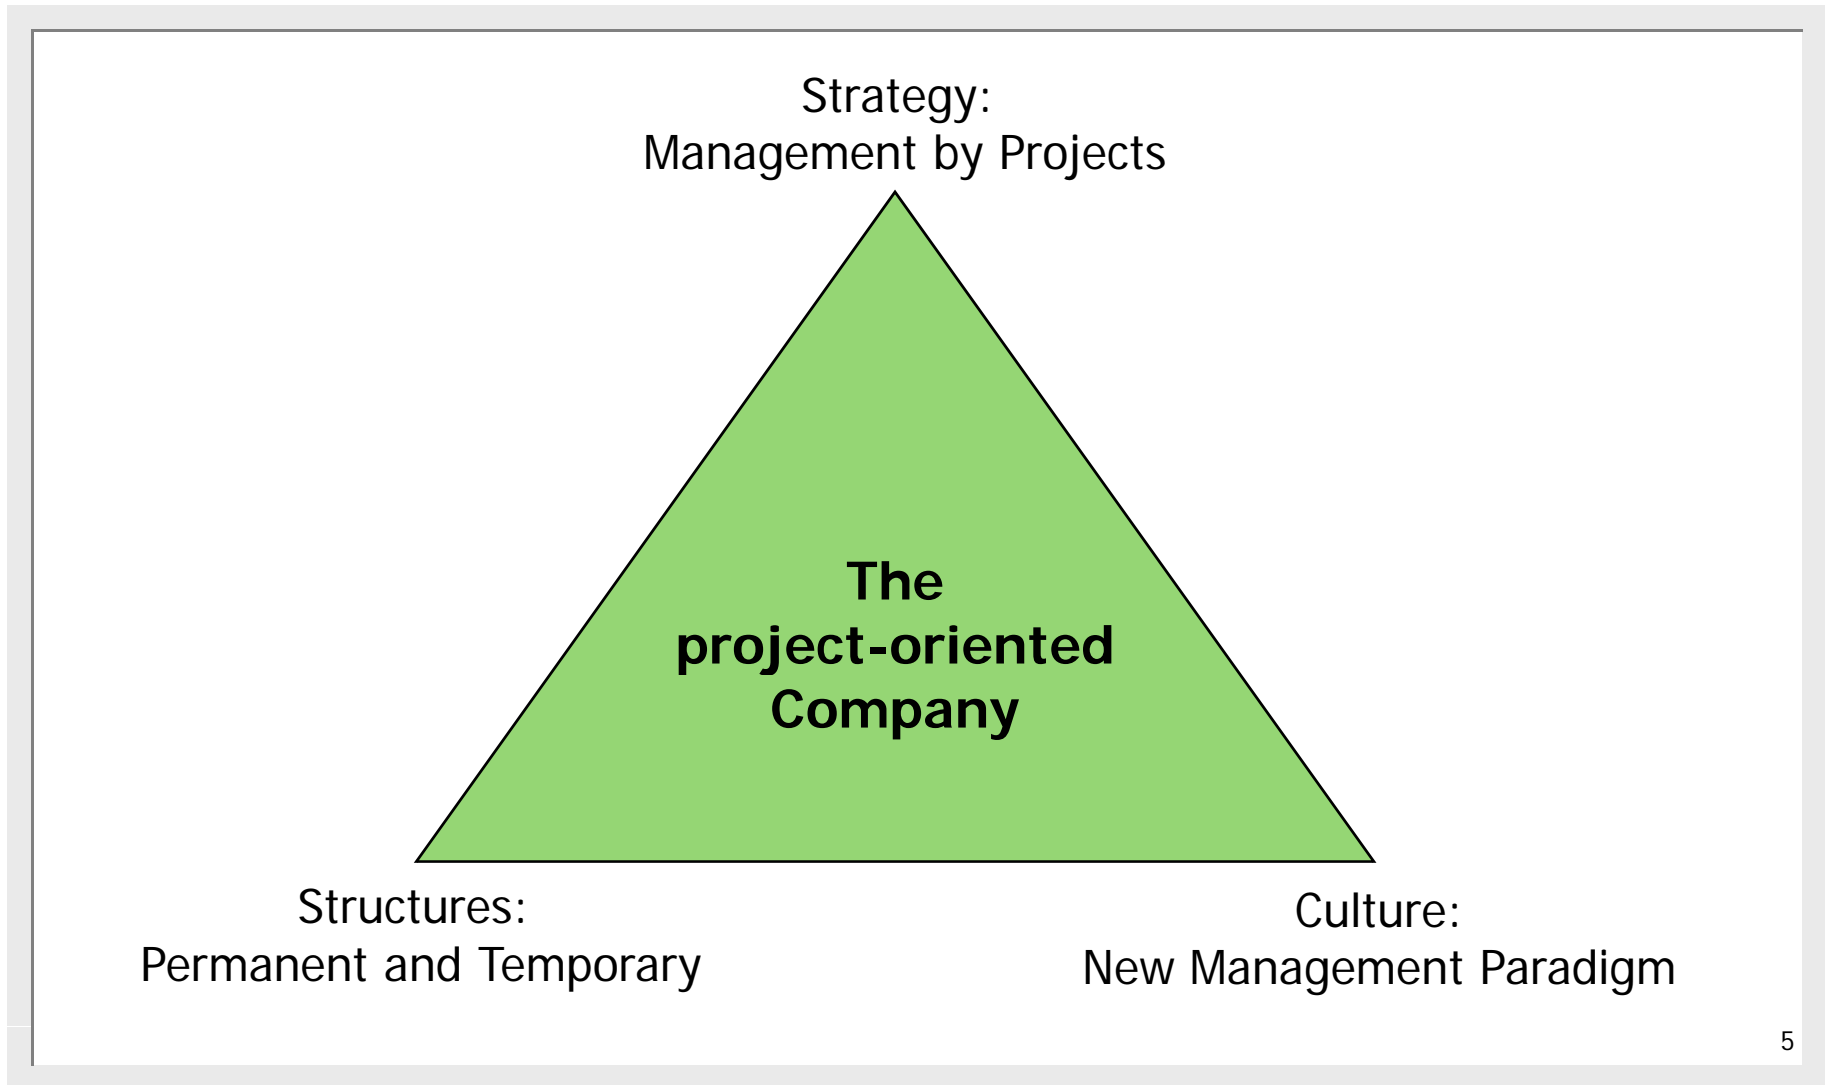 Strategy:
Management by Projects
The
project-oriented
Company
Structures:
Permanent and Temporary
Culture:
New Management Paradigm
5